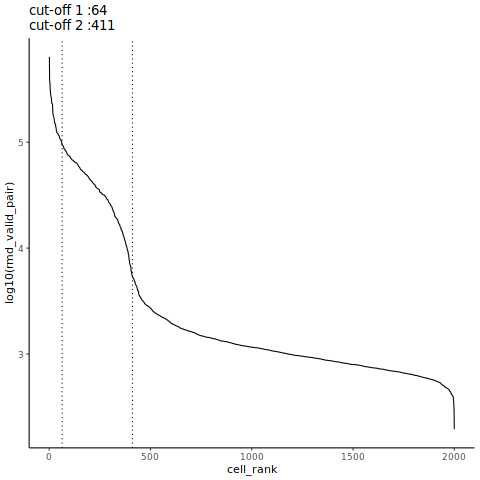 cut-off 1 :64
cut-off 2 :411
log10(rmd_valid_pair)
5
4
3
0
500
1000
1500
2000
cell_rank